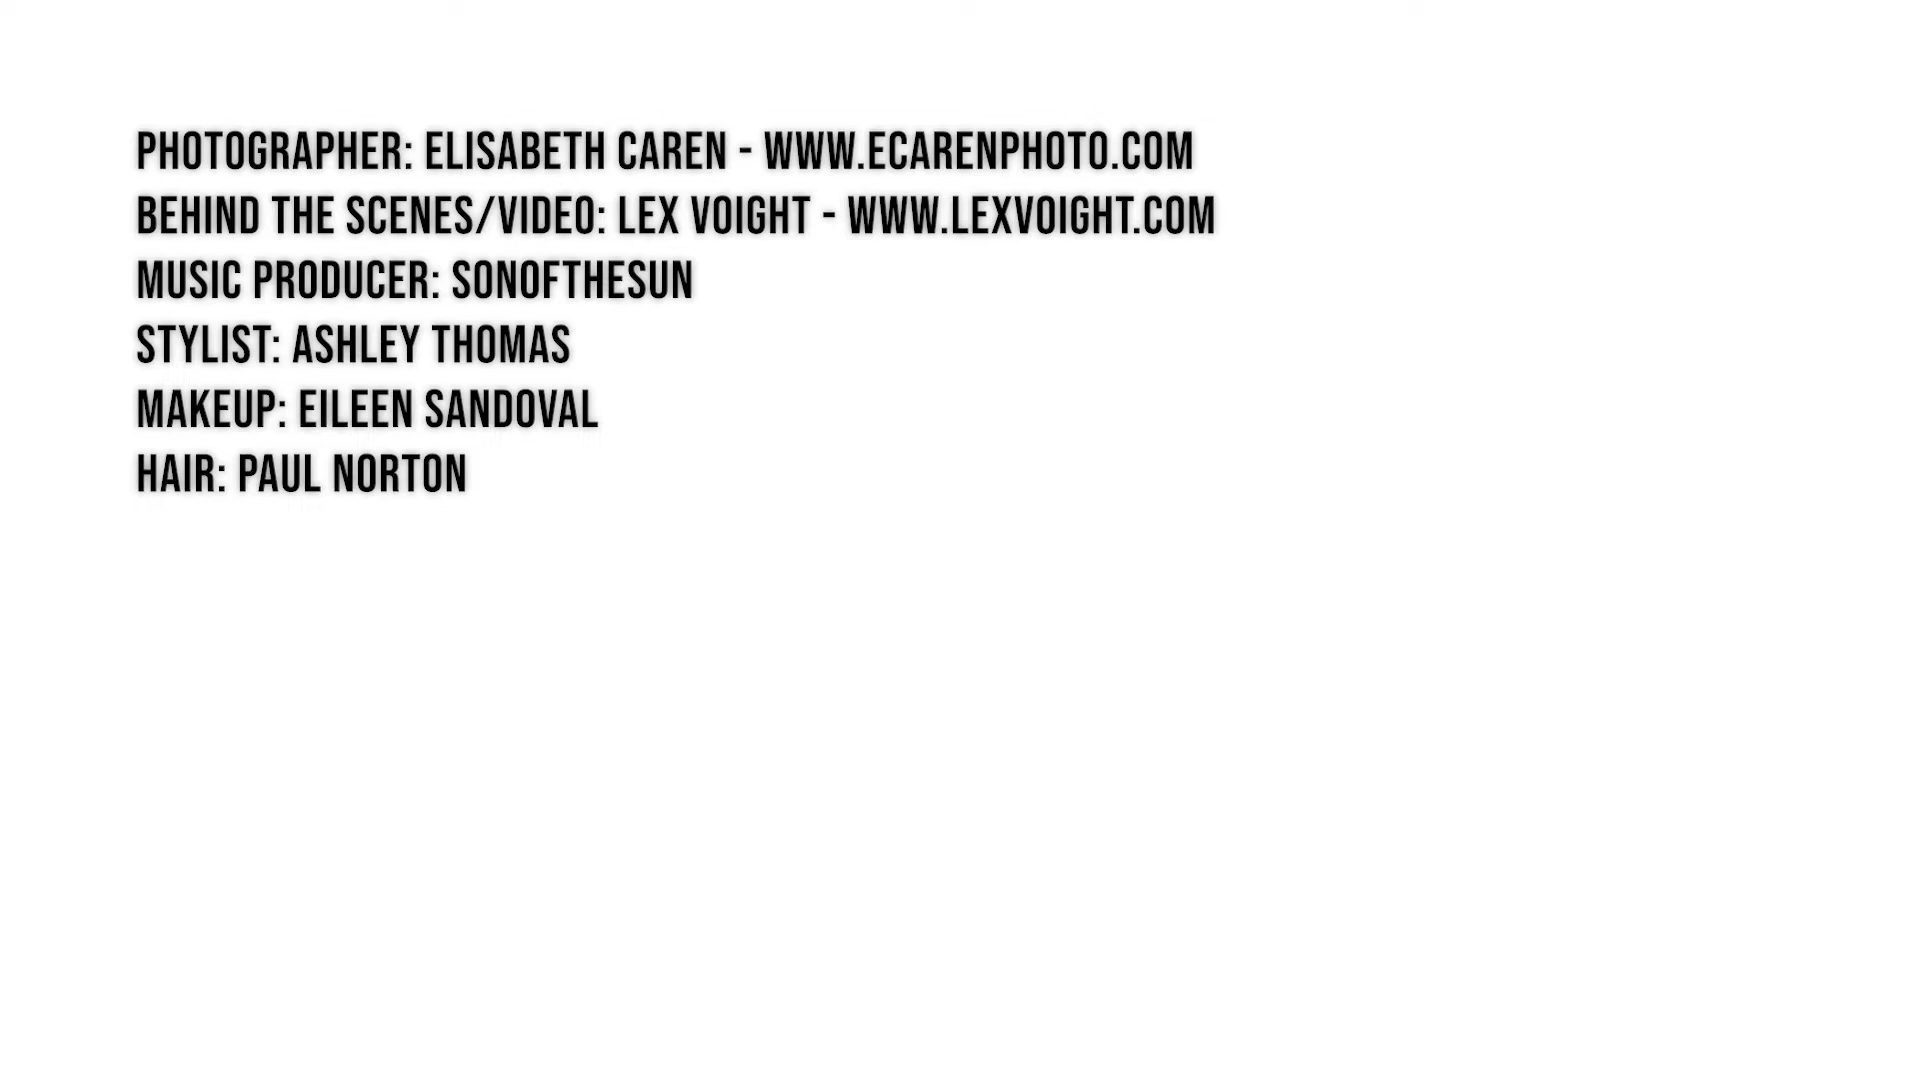 PHOTOGRAPHER: ELISABETH CAREN - WWW.ECARENPHOTO.COM
BEHIND THE SCENES/VIDEO: LEX VOIGHT - WWW.LEXVOIGHT.COM
MUSIC PRODUCER: SONOFTHESUN
STYLIST: ASHLEY THOMAS
MAKEUP: EILEEN SANDOVAL
HAIR: PAUL NORTON